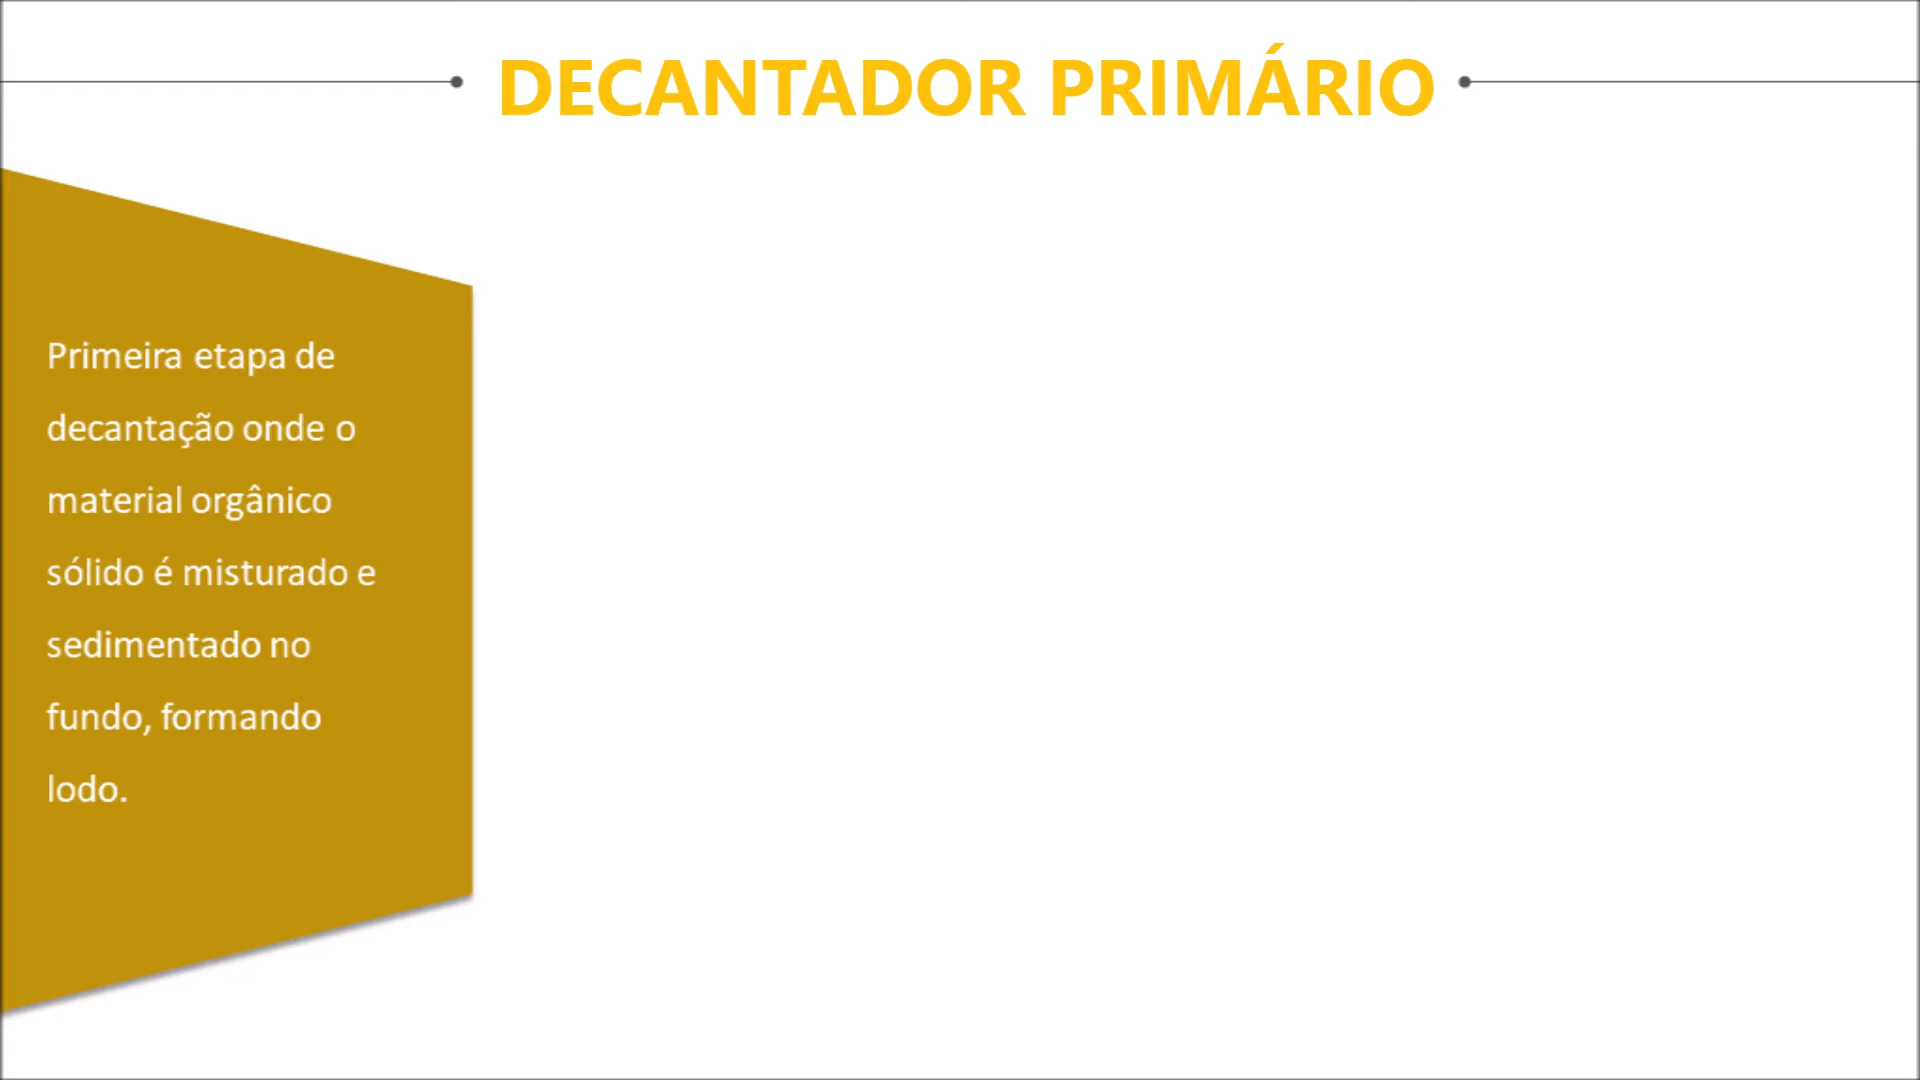 DECANTADOR PRIMÁRIO
Primeira etapa de
decantação onde o
material orgânico
sólido é misturado e
sedimentado no
fundo, formando
lodo.